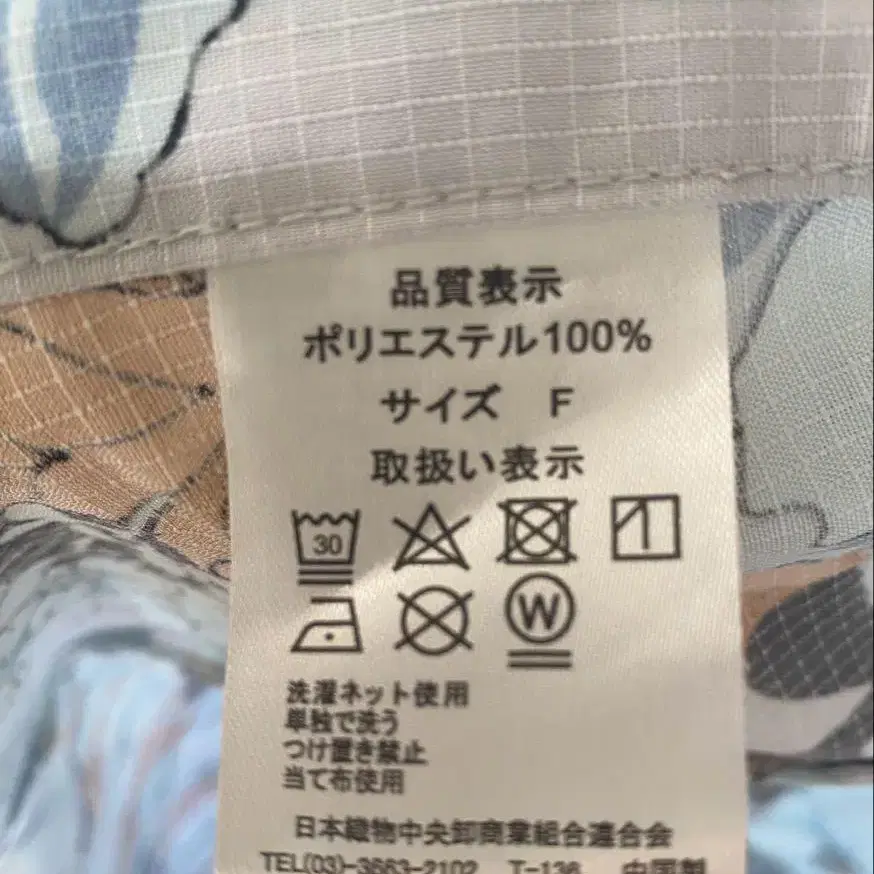 品質表示
ポリエステル100%
サイズ F
取扱い表示
30
W
洗濯ネット使用
単独で洗う
つけ置き禁止
当て布使用
日本織物中央卸商業組合連合会
TEL(03)-3663-2102 T-136 中国製